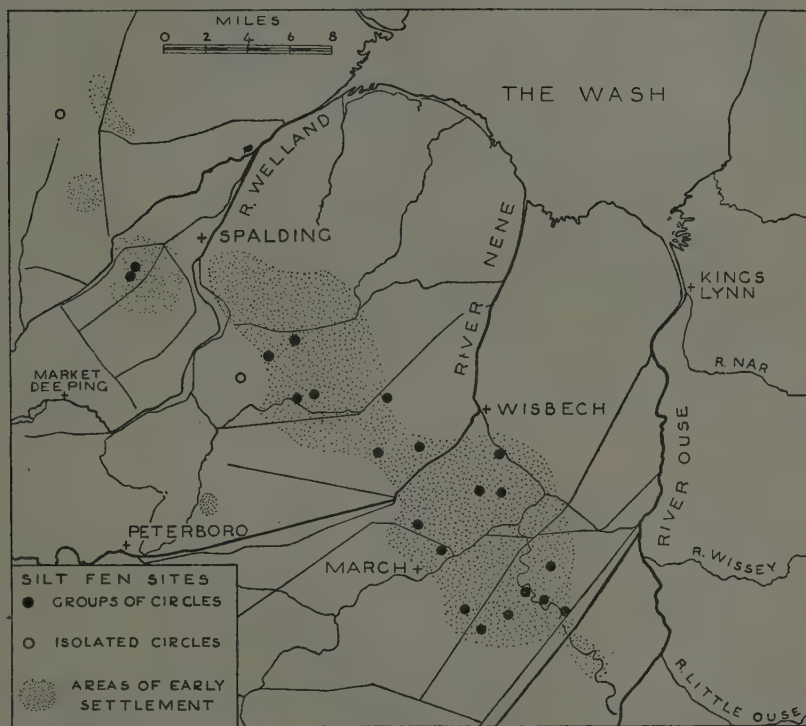 MILES
0 2 4 6 8
THE WASH
R. WELLAND
RIVER NENE
+ SPALDING
+ KINGS
LYNN
R. NAR
MARKET
DEEPING
+ WISBECH
RIVER OUSE
PETERBORO
MARCH +
R. WISSEY
R. LITTLE OUSE
SILT FEN SITES
GROUPS OF CIRCLES
ISOLATED CIRCLES
AREAS OF EARLY
SETTLEMENT